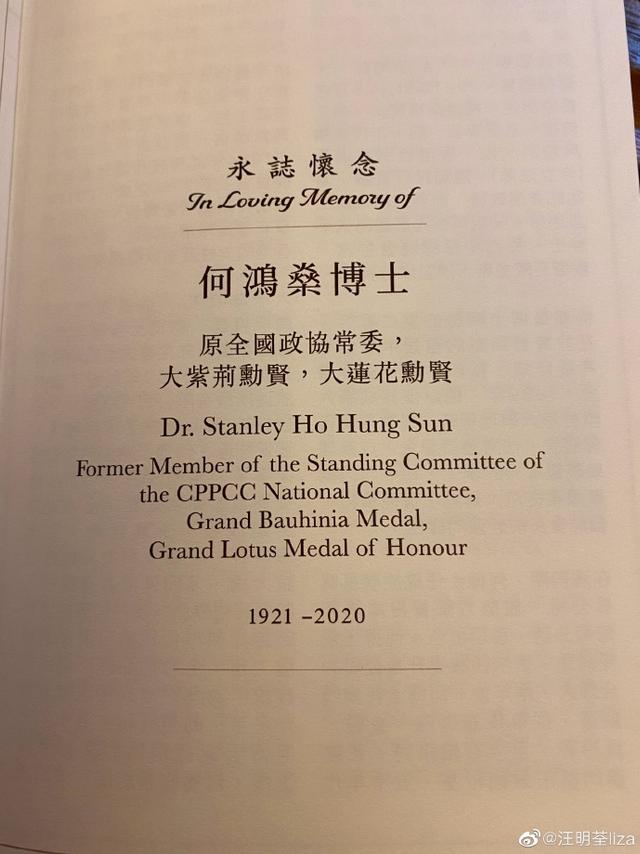 永誌懷念
In Loving Memory of
何鴻燊博士
原全國政協常委，
大紫荊勳賢，大蓮花勳賢
Dr. Stanley Ho Hung Sun
Former Member of the Standing Committee of
the CPPCC National Committee,
Grand Bauhinia Medal,
Grand Lotus Medal of Honour
1921 –2020
@汪明荃liza